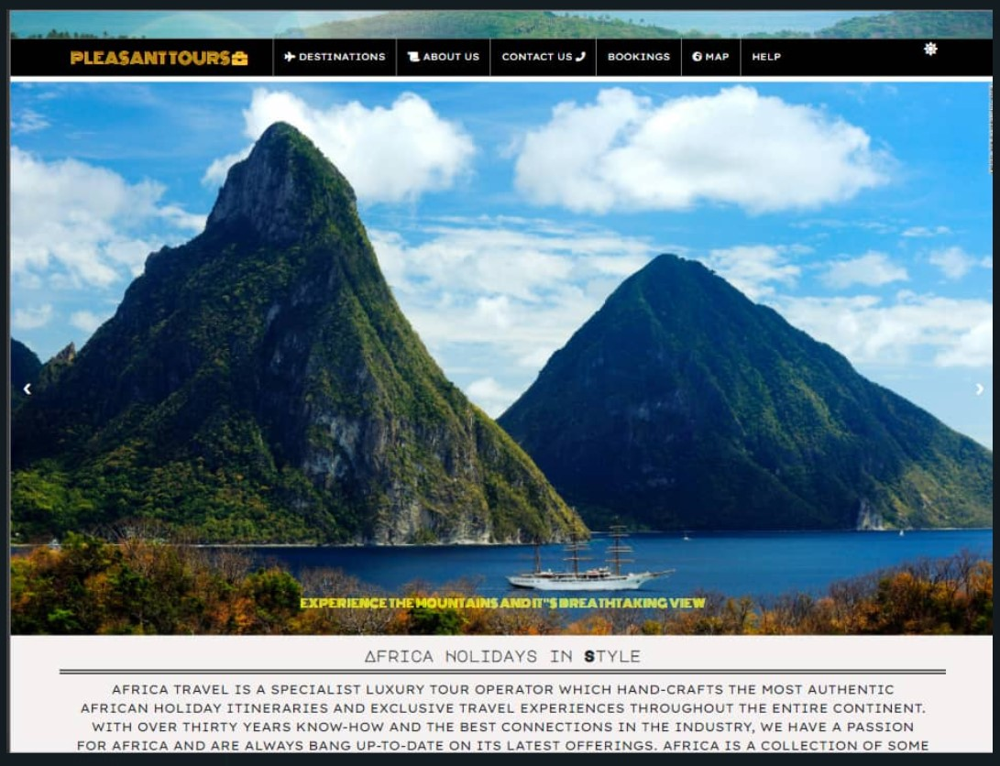 PLEASANTTOURS
DESTINATIONS
ABOUT US
CONTACT US
BOOKINGS
MAP
HELP
EXPERIENCE THE MOUNTAINS AND IT"S BREATHTAKING VIEW
AFRICA HOLIDAYS IN STYLE
AFRICA TRAVEL IS A SPECIALIST LUXURY TOUR OPERATOR WHICH HAND-CRAFTS THE MOST AUTHENTIC
AFRICAN HOLIDAY ITINERARIES AND EXCLUSIVE TRAVEL EXPERIENCES THROUGHOUT THE ENTIRE CONTINENT.
WITH OVER THIRTY YEARS KNOW-HOW AND THE BEST CONNECTIONS IN THE INDUSTRY, WE HAVE A PASSION
FOR AFRICA AND ARE ALWAYS BANG UP-TO-DATE ON ITS LATEST OFFERINGS. AFRICA IS A COLLECTION OF SOME